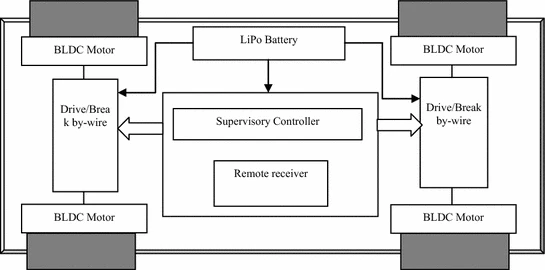 BLDC Motor
LiPo Battery
BLDC Motor
Drive/Brea
k by-wire
Supervisory Controller
Drive/Break
by-wire
Remote receiver
BLDC Motor
BLDC Motor